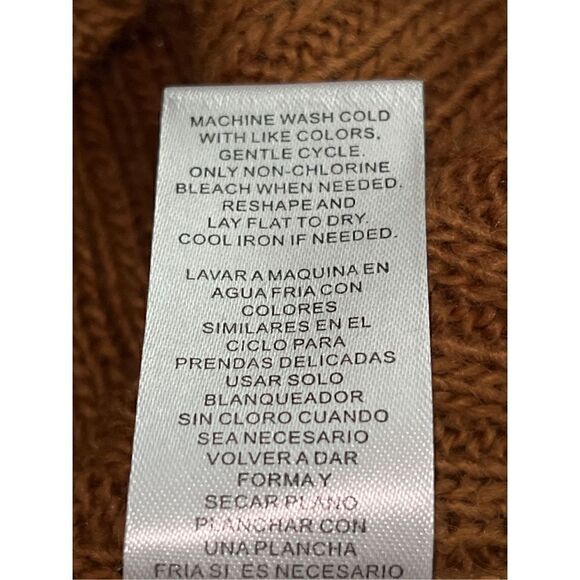 MACHINE WASH COLD
WITH LIKE COLORS,
GENTLE CYCLE.
ONLY NON-CHLORINE
BLEACH WHEN NEEDED.
RESHAPE AND
LAY FLAT TO DRY.
COOL IRON IF NEEDED.
LAVAR A MAQUINA EN
AGUA FRIA CON
COLORES
SIMILARES EN EL
CICLO PARA
PRENDAS DELICADAS
USAR SOLO
BLANQUEADOR
SIN CLORO CUANDO
SEA NECESARIO
VOLVER A DAR
FORMA Y
SECAR PLANO
PLANCHAR CON
UNA PLANCHA
FRIA SI ES NECESARIO